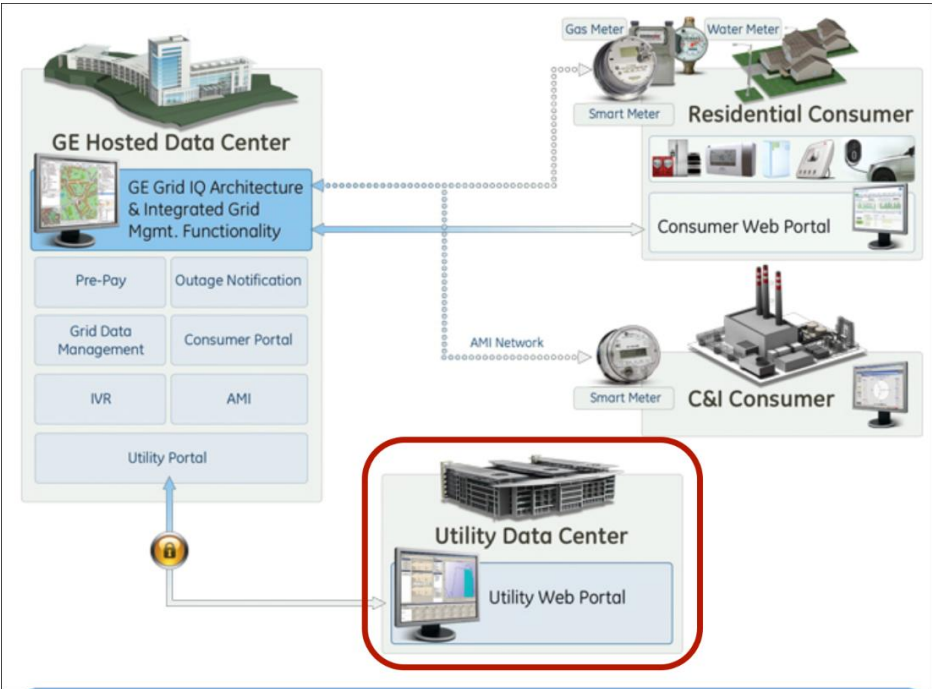 GE Hosted Data Center
GE Grid IQ Architecture
& Integrated Grid
Mgmt. Functionality
Pre-Pay
Outage Notification
Grid Data
Management
Consumer Portal
IVR
AMI
Utility Portal
Gas Meter
Water Meter
Smart Meter
Residential Consumer
Consumer Web Portal
AMI Network
Smart Meter
C&I Consumer
Utility Data Center
Utility Web Portal